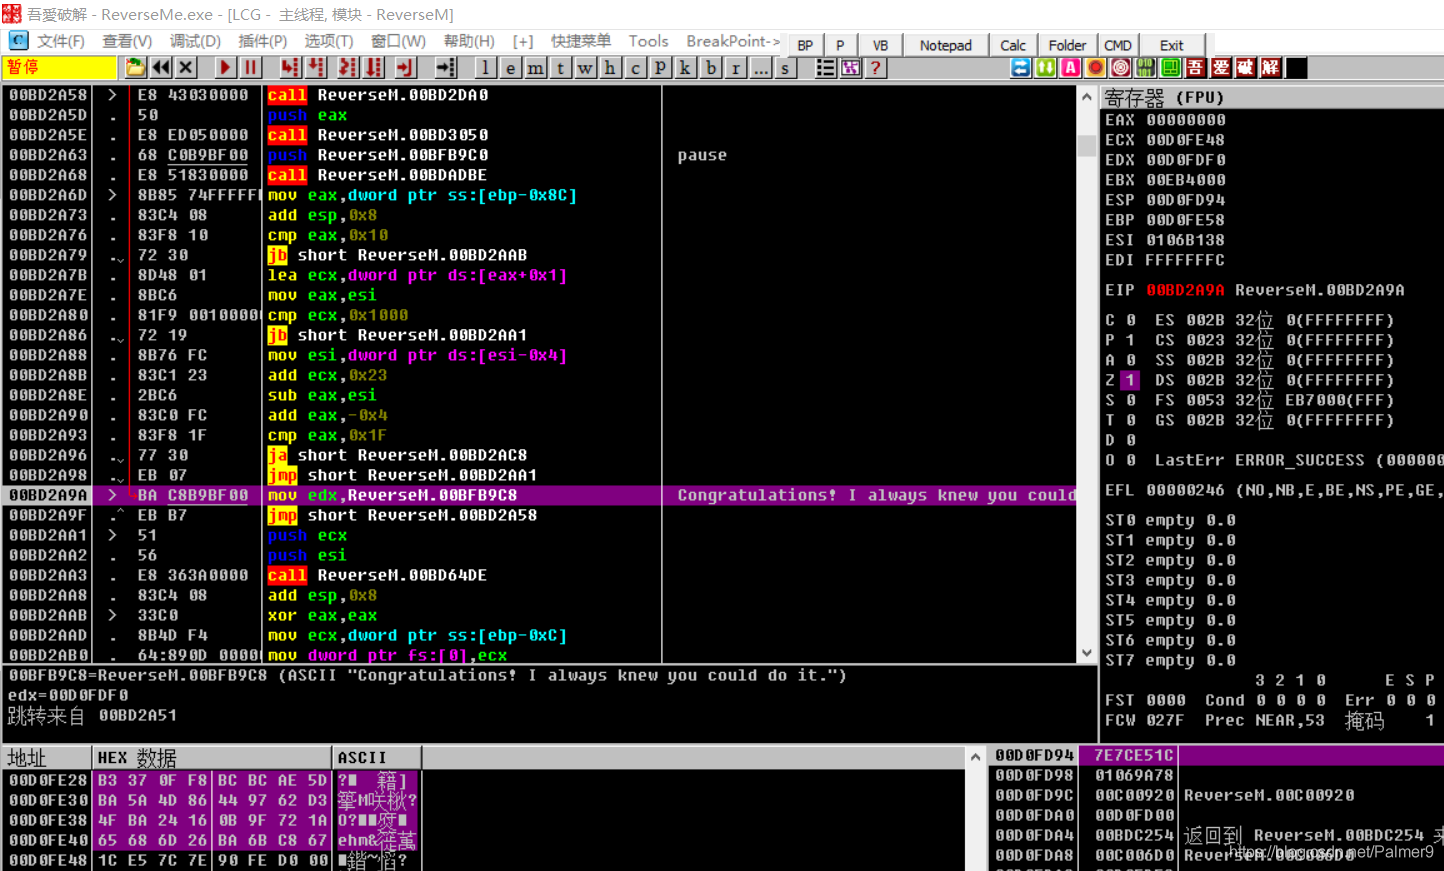 吾愛破解 - ReverseMe.exe - [LCG - 主线程, 模块 - ReverseM]
文件(F) 查看(V) 调试(D) 插件(P) 选项(T) 窗口(W) 帮助(H) [+] 快捷菜单 Tools BreakPoint-> BP P VB Notepad Calc Folder CMD Exit
暂停 l e m t w h c p k b r ... s ? A 吾 爱 破 解
00BD2A58 > E8 43030000 call ReverseM.00BD2DA0
00BD2A5D . 50 push eax
00BD2A5E . E8 ED050000 call ReverseM.00BD3050
00BD2A63 . 68 C0B9BF00 push ReverseM.00BFB9C0 pause
00BD2A68 . E8 51830000 call ReverseM.00BDADBE
00BD2A6D > 8B85 74FFFFFF mov eax,dword ptr ss:[ebp-0x8C]
00BD2A73 . 83C4 08 add esp,0x8
00BD2A76 . 83F8 10 cmp eax,0x10
00BD2A79 . 72 30 jb short ReverseM.00BD2AAB
00BD2A7B . 8D48 01 lea ecx,dword ptr ds:[eax+0x1]
00BD2A7E . 8BC6 mov eax,esi
00BD2A80 . 81F9 00100000 cmp ecx,0x1000
00BD2A86 . 72 19 jb short ReverseM.00BD2AA1
00BD2A88 . 8B76 FC mov esi,dword ptr ds:[esi-0x4]
00BD2A8B . 83C1 23 add ecx,0x23
00BD2A8E . 2BC6 sub eax,esi
00BD2A90 . 83C0 FC add eax,-0x4
00BD2A93 . 83F8 1F cmp eax,0x1F
00BD2A96 . 77 30 ja short ReverseM.00BD2AC8
00BD2A98 . EB 07 jmp short ReverseM.00BD2AA1
00BD2A9A > BA C8B9BF00 mov edx,ReverseM.00BFB9C8 Congratulations! I always knew you could
00BD2A9F .^ EB B7 jmp short ReverseM.00BD2A58
00BD2AA1 > 51 push ecx
00BD2AA2 . 56 push esi
00BD2AA3 . E8 363A0000 call ReverseM.00BD64DE
00BD2AA8 . 83C4 08 add esp,0x8
00BD2AAB > 33C0 xor eax,eax
00BD2AAD . 8B4D F4 mov ecx,dword ptr ss:[ebp-0xC]
00BD2AB0 . 64:890D 0000 mov dword ptr fs:[0],ecx
00BFB9C8=ReverseM.00BFB9C8 (ASCII "Congratulations! I always knew you could do it.")
edx=00D0FDF0
跳转来自 00BD2A51
寄存器 (FPU)
EAX 00000000
ECX 00D0FE48
EDX 00D0FDF0
EBX 00EB4000
ESP 00D0FD94
EBP 00D0FE58
ESI 0106B138
EDI FFFFFFFC
EIP 00BD2A9A ReverseM.00BD2A9A
C 0 ES 002B 32位 0(FFFFFFFF)
P 1 CS 0023 32位 0(FFFFFFFF)
A 0 SS 002B 32位 0(FFFFFFFF)
Z 1 DS 002B 32位 0(FFFFFFFF)
S 0 FS 0053 32位 EB7000(FFF)
T 0 GS 002B 32位 0(FFFFFFFF)
D 0
O 0 LastErr ERROR_SUCCESS (000000
EFL 00000246 (NO,NB,E,BE,NS,PE,GE,
ST0 empty 0.0
ST1 empty 0.0
ST2 empty 0.0
ST3 empty 0.0
ST4 empty 0.0
ST5 empty 0.0
ST6 empty 0.0
ST7 empty 0.0
3 2 1 0 E S P
FST 0000 Cond 0 0 0 0 Err 0 0 0
FCW 027F Prec NEAR,53 掩码 1
地址 HEX 数据 ASCII
00D0FE28 B3 37 0F F8 BC BC AE 5D
00D0FE30 BA 5A 4D 86 44 97 62 D3
00D0FE38 4F BA 24 16 0B 9F 72 1A
00D0FE40 65 68 6D 26 BA 6B C8 67
00D0FE48 1C E5 7C 7E 90 FE D0 00
00D0FD94 7E7CE51C
00D0FD98 01069A78
00D0FD9C 00C00920 ReverseM.00C00920
00D0FDA0 00D0FD00
00D0FDA4 00BDC254 返回到 ReverseM.00BDC254 来
00D0FDA8 00C006D0 ReverseM.00C006D0
https://blog.csdn.net/Palmer9